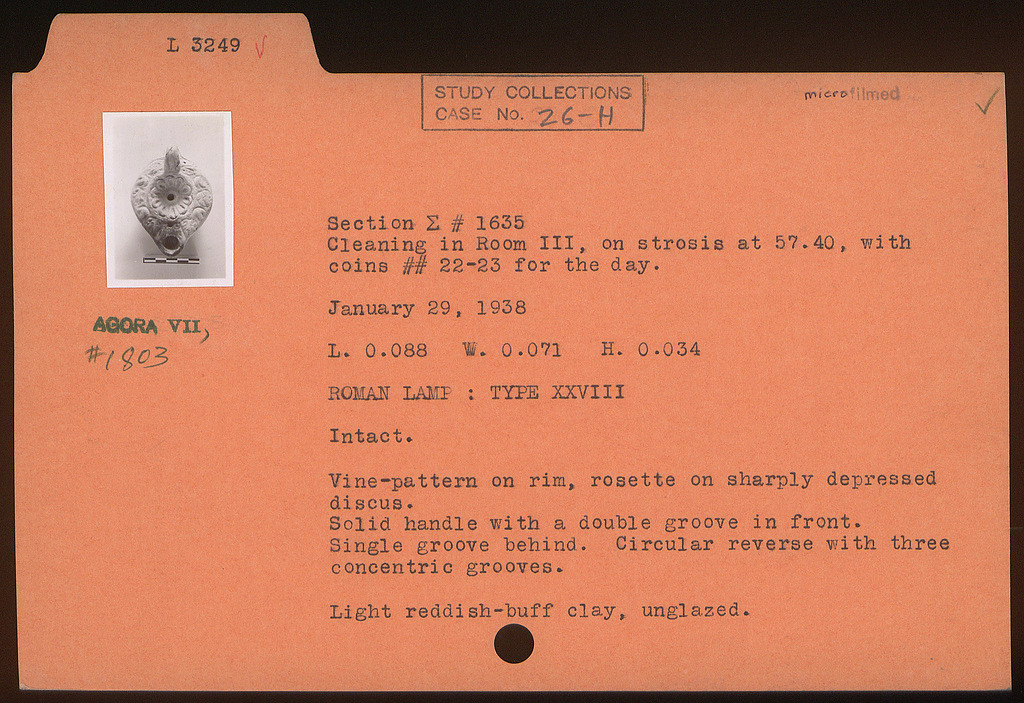 L 3249 ✓
STUDY COLLECTIONS
CASE No. 26-H
microfilmed ✓
Section Σ # 1635
Cleaning in Room III, on strosis at 57.40, with
coins ## 22-23 for the day.
January 29, 1938
AGORA VII,
#1803
L. 0.088 W. 0.071 H. 0.034
ROMAN LAMP : TYPE XXVIII
Intact.
Vine-pattern on rim, rosette on sharply depressed
discus.
Solid handle with a double groove in front.
Single groove behind. Circular reverse with three
concentric grooves.
Light reddish-buff clay, unglazed.